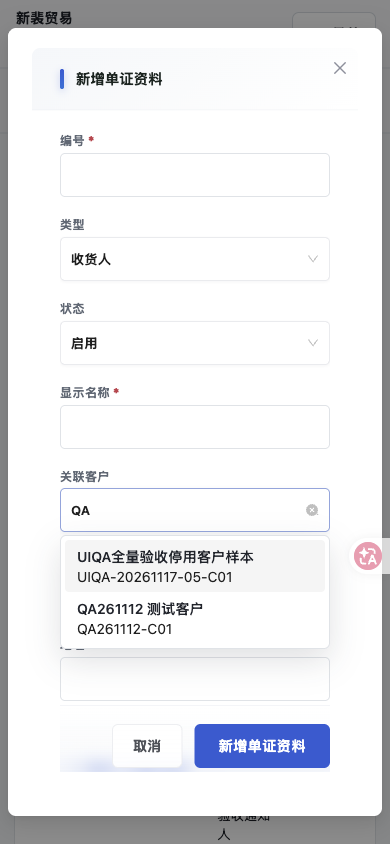 新裴贸易
新增单证资料
编号 *
类型
收货人
状态
启用
显示名称 *
关联客户
QA
UIQA全量验收停用客户样本
UIQA-20261117-05-C01
QA261112 测试客户
QA261112-C01
取消
新增单证资料
验收通知
人